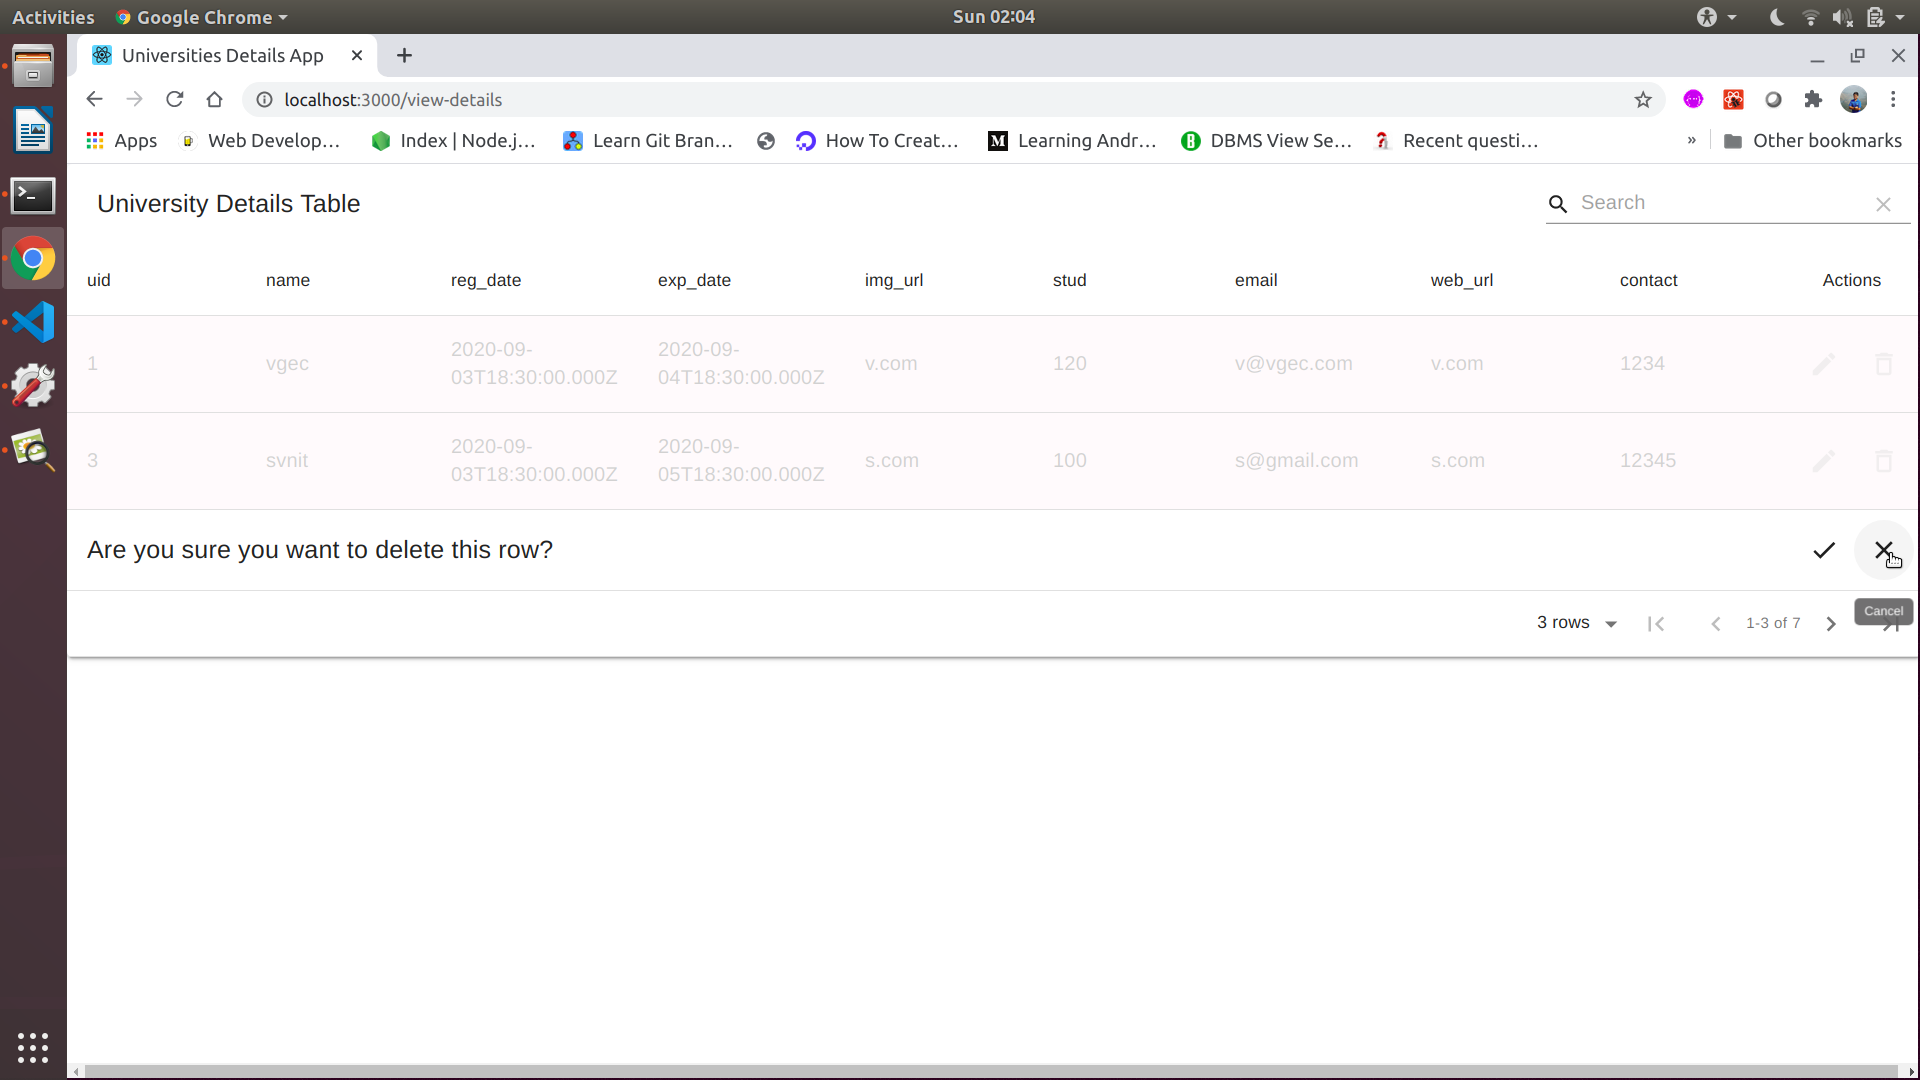 Activities Google Chrome Sun 02:04
Universities Details App
localhost:3000/view-details
Apps Web Develop... Index | Node.j... Learn Git Bran... How To Creat... Learning Andr... DBMS View Se... Recent questi... » Other bookmarks
University Details Table Search
uid name reg_date exp_date img_url stud email web_url contact Actions
1 vgec 2020-09-03T18:30:00.000Z 2020-09-04T18:30:00.000Z v.com 120 v@vgec.com v.com 1234
3 svnit 2020-09-03T18:30:00.000Z 2020-09-05T18:30:00.000Z s.com 100 s@gmail.com s.com 12345
Are you sure you want to delete this row?
Cancel
3 rows 1-3 of 7